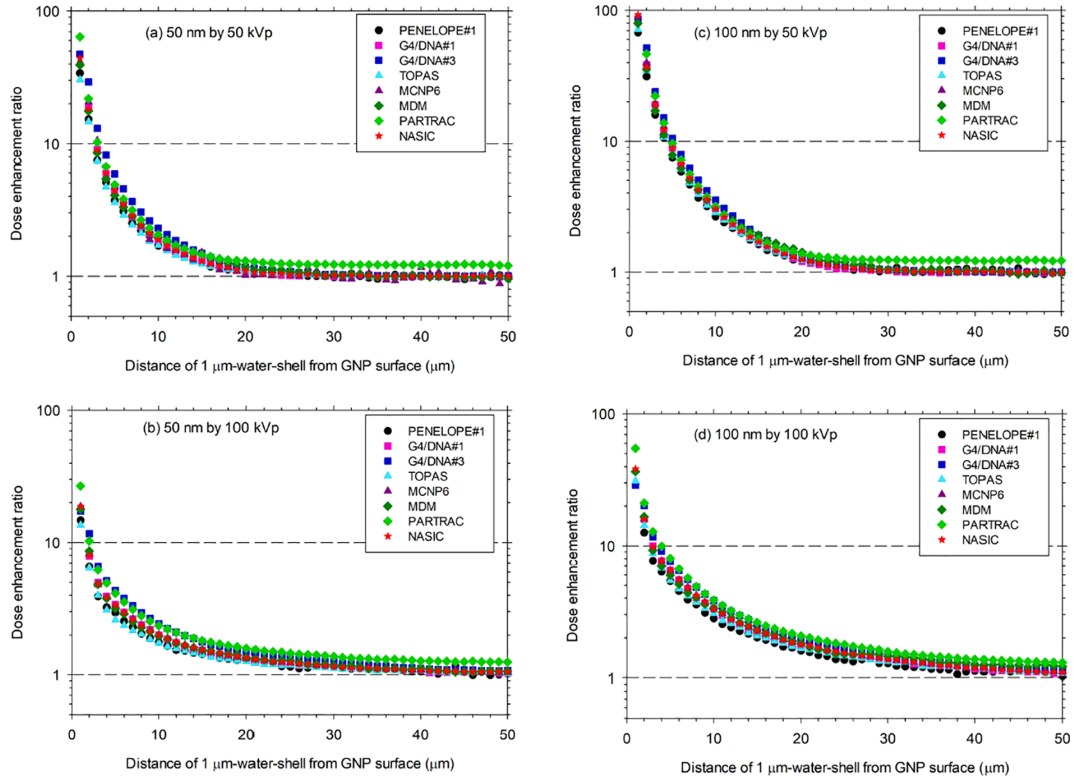 (a) 50 nm by 50 kVp
PENELOPE#1
G4/DNA#1
G4/DNA#3
TOPAS
MCNP6
MDM
PARTRAC
NASIC
100
10
1
0 10 20 30 40 50
Dose enhancement ratio
Distance of 1 μm-water-shell from GNP surface (μm)
(c) 100 nm by 50 kVp
PENELOPE#1
G4/DNA#1
G4/DNA#3
TOPAS
MCNP6
MDM
PARTRAC
NASIC
100
10
1
0 10 20 30 40 50
Dose enhancement ratio
Distance of 1 μm-water-shell from GNP surface (μm)
(b) 50 nm by 100 kVp
PENELOPE#1
G4/DNA#1
G4/DNA#3
TOPAS
MCNP6
MDM
PARTRAC
NASIC
100
10
1
0 10 20 30 40 50
Dose enhancement ratio
Distance of 1 μm-water-shell from GNP surface (μm)
(d) 100 nm by 100 kVp
PENELOPE#1
G4/DNA#1
G4/DNA#3
TOPAS
MCNP6
MDM
PARTRAC
NASIC
100
10
1
0 10 20 30 40 50
Dose enhancement ratio
Distance of 1 μm-water-shell from GNP surface (μm)